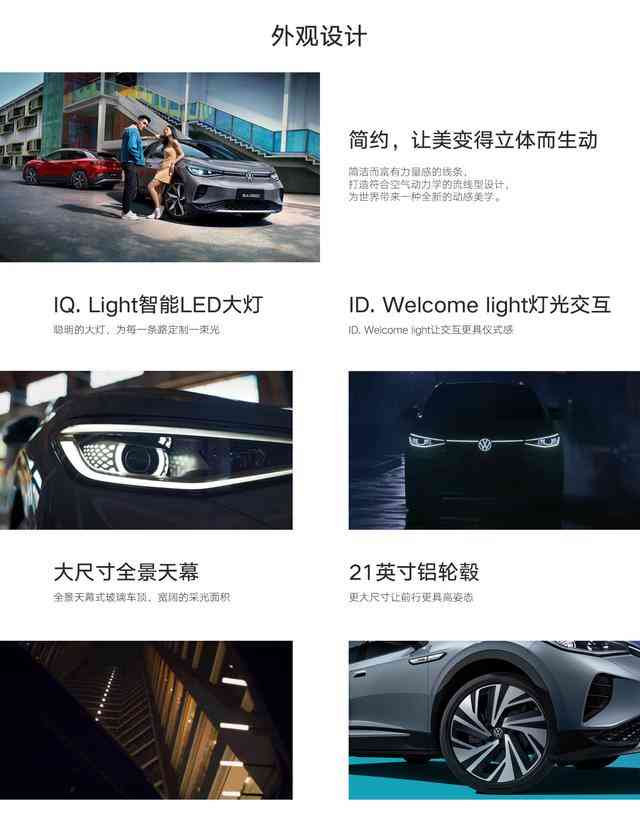 外观设计
简约，让美变得立体而生动
简洁而富有力量感的线条，
打造符合空气动力学的流线型设计，
为世界带来一种全新的动感美学。
IQ. Light智能LED大灯
聪明的大灯，为每一条路定制一束光
ID. Welcome light灯光交互
ID. Welcome light让交互更具仪式感
大尺寸全景天幕
全景天幕式玻璃车顶，宽阔的采光面积
21英寸铝轮毂
更大尺寸让前行更具高姿态